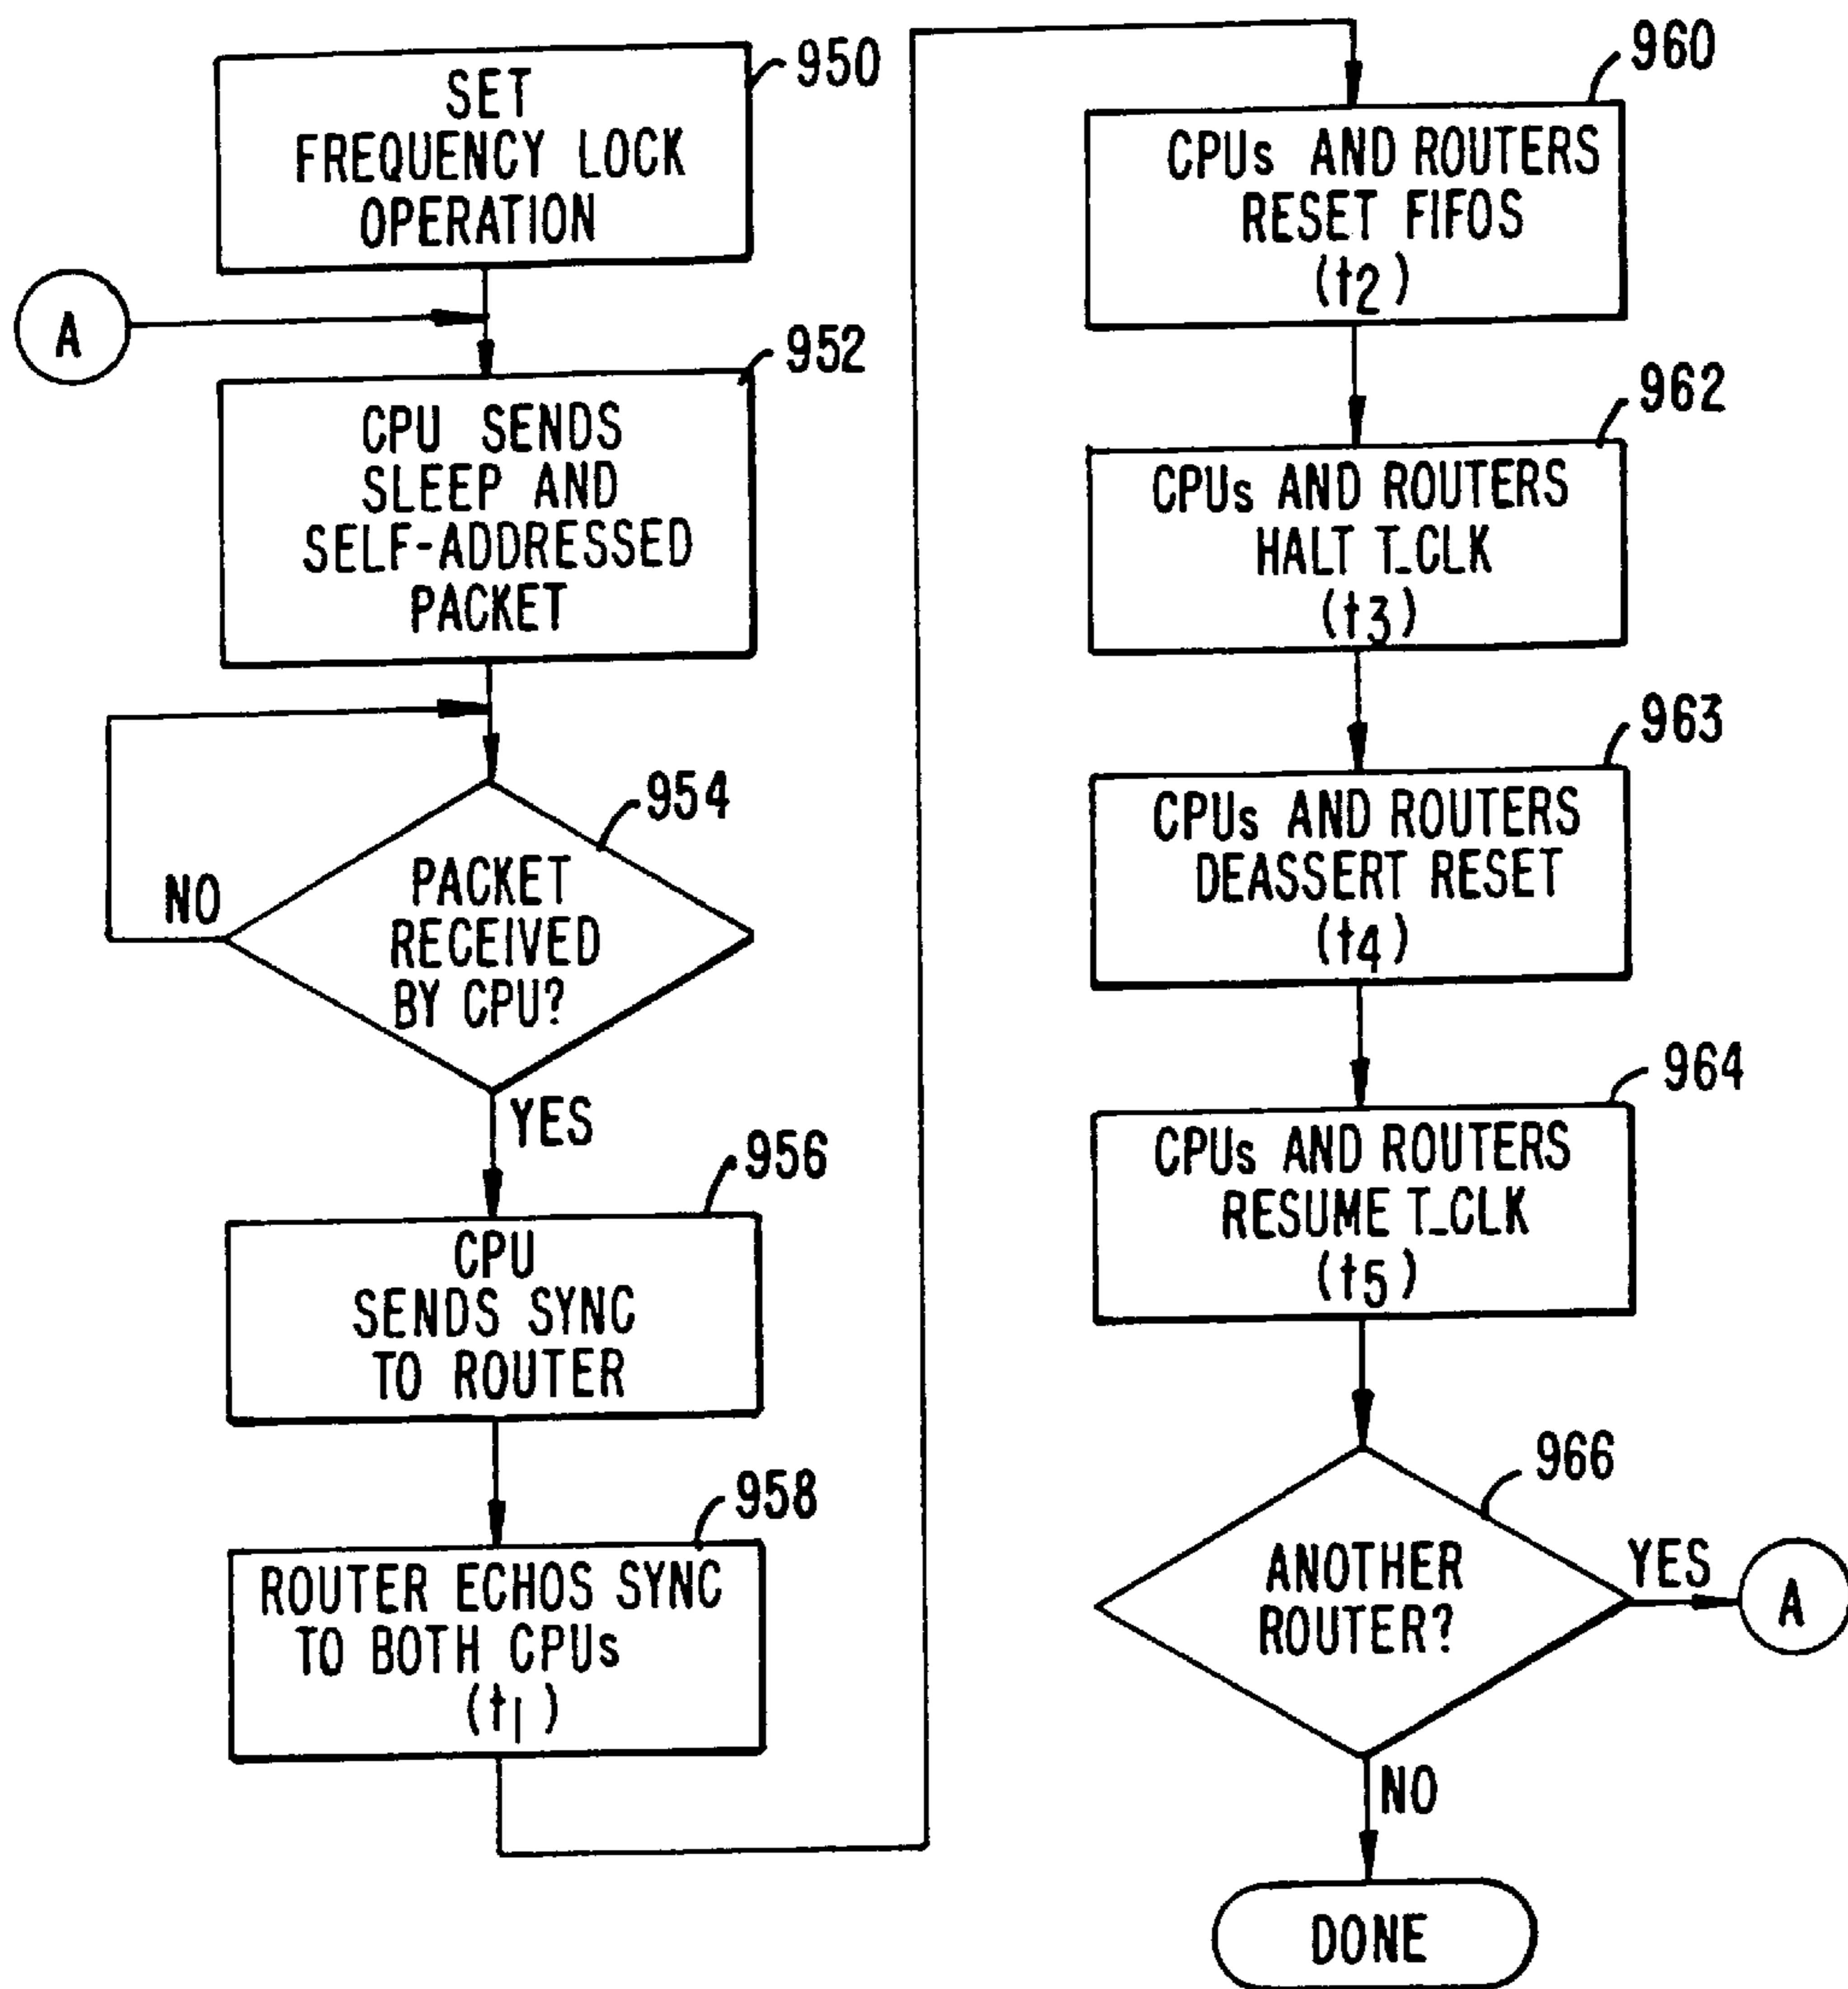 950
SET
FREQUENCY LOCK
OPERATION
A
952
CPU SENDS
SLEEP AND
SELF-ADDRESSED
PACKET
954
PACKET
RECEIVED
BY CPU?
NO
YES
956
CPU
SENDS SYNC
TO ROUTER
958
ROUTER ECHOS SYNC
TO BOTH CPUs
(t1)
960
CPUs AND ROUTERS
RESET FIFOS
(t2)
962
CPUs AND ROUTERS
HALT T_CLK
(t3)
963
CPUs AND ROUTERS
DEASSERT RESET
(t4)
964
CPUs AND ROUTERS
RESUME T_CLK
(t5)
966
ANOTHER
ROUTER?
YES
A
NO
DONE